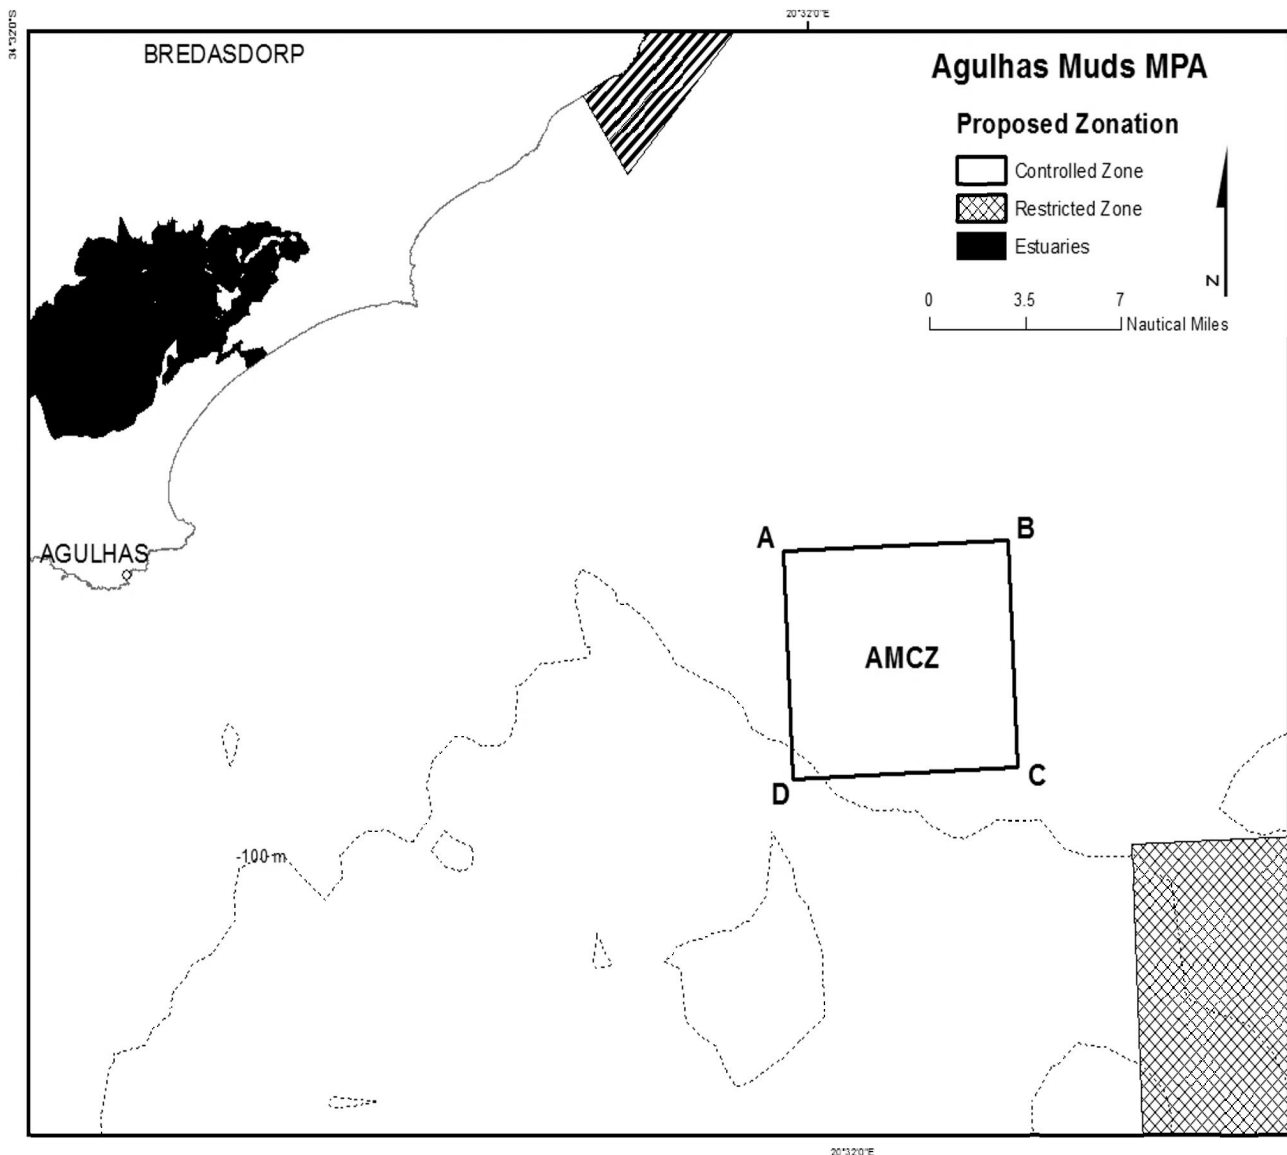 20°32'0"E
34°32'0"S
BREDASDORP
Agulhas Muds MPA
Proposed Zonation
Controlled Zone
Restricted Zone
Estuaries
N
0 3.5 7
Nautical Miles
A
B
AGULHAS
AMCZ
C
D
-100 m
20°32'0"E